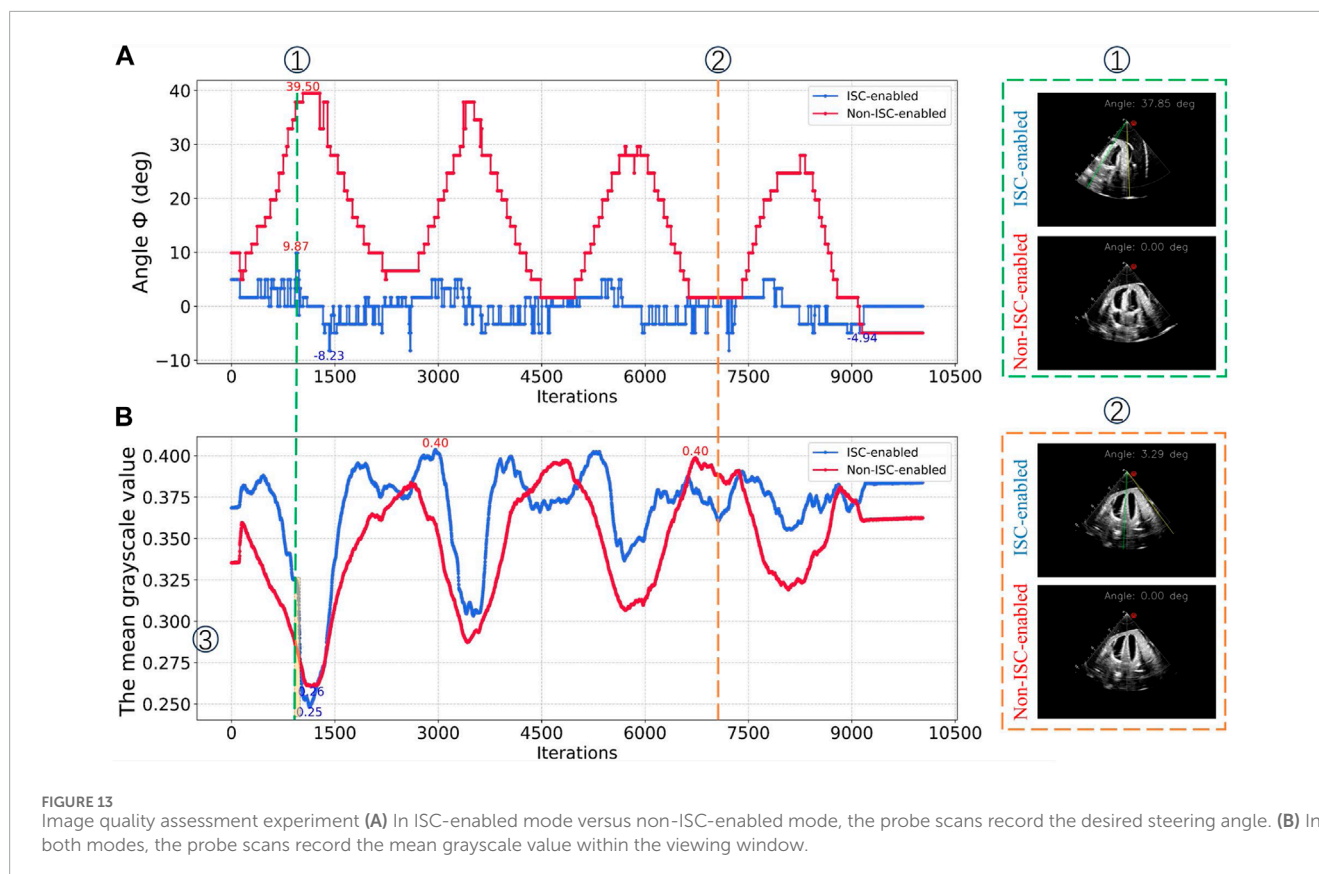 A
①
②
39.50
9.87
-8.23
-4.94
ISC-enabled
Non-ISC-enabled
40
30
20
10
0
−10
Angle Φ (deg)
0 1500 3000 4500 6000 7500 9000 10500
Iterations
B
0.40
0.40
ISC-enabled
Non-ISC-enabled
0.400
0.375
0.350
0.325
0.300
0.275
0.250
③
0.26
0.25
The mean grayscale value
0 1500 3000 4500 6000 7500 9000 10500
Iterations
①
ISC-enabled
Angle: 37.85 deg
Non-ISC-enabled
Angle: 0.00 deg
②
ISC-enabled
Angle: 3.29 deg
Non-ISC-enabled
Angle: 0.00 deg
FIGURE 13
Image quality assessment experiment (A) In ISC-enabled mode versus non-ISC-enabled mode, the probe scans record the desired steering angle. (B) In
both modes, the probe scans record the mean grayscale value within the viewing window.